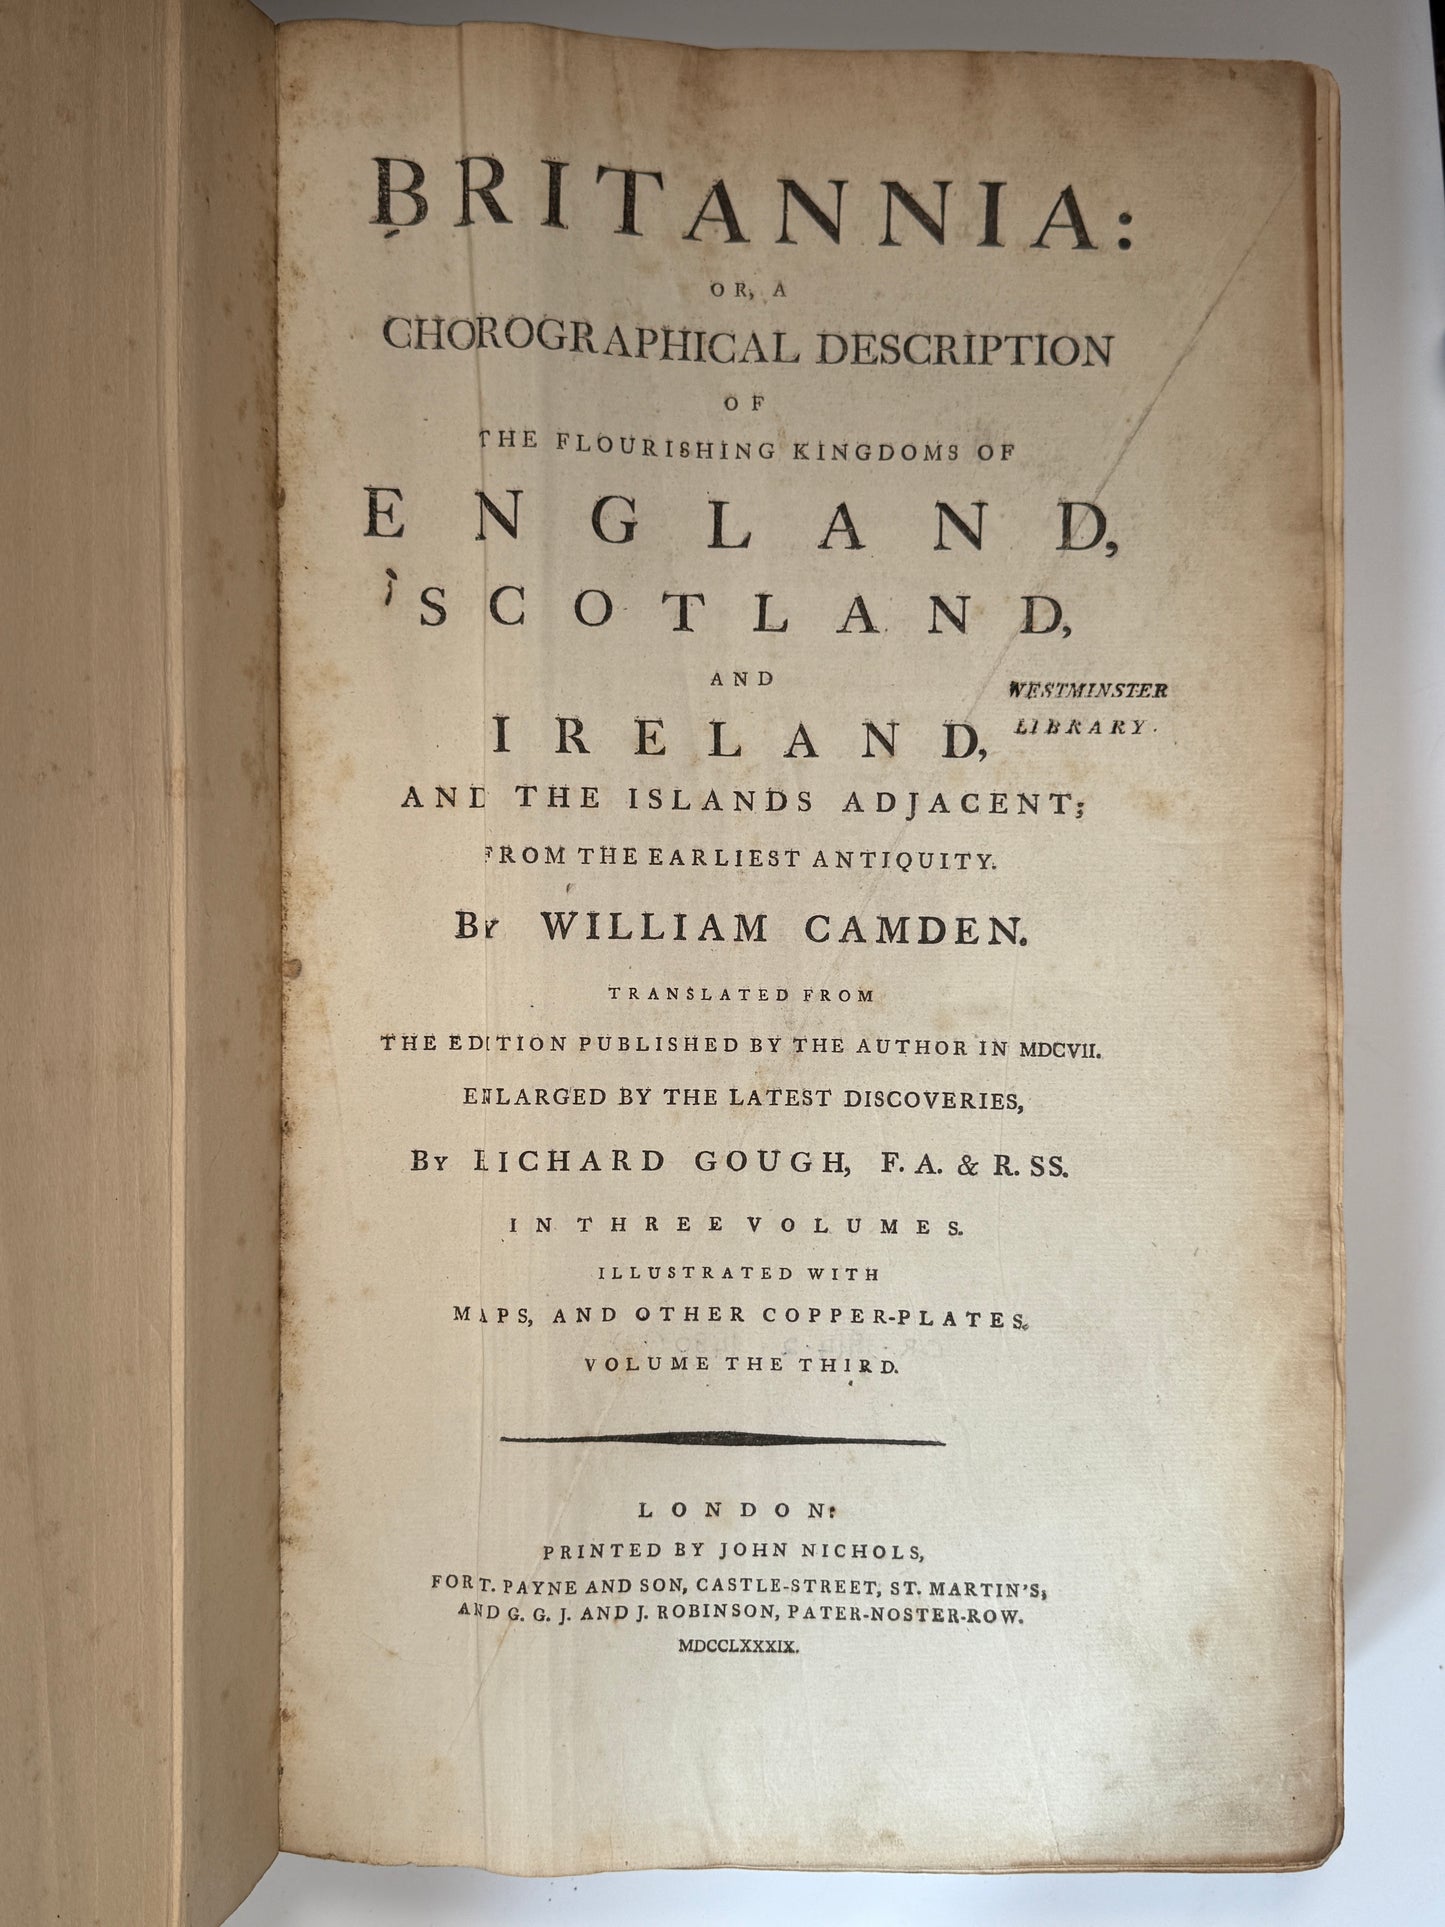 BRITANNIA:
OR, A
CHOROGRAPHICAL DESCRIPTION
OF
THE FLOURISHING KINGDOMS OF
ENGLAND,
SCOTLAND,
AND
IRELAND,
WESTMINSTER
LIBRARY.
AND THE ISLANDS ADJACENT;
FROM THE EARLIEST ANTIQUITY.
BY WILLIAM CAMDEN.
TRANSLATED FROM
THE EDITION PUBLISHED BY THE AUTHOR IN MDCVII.
ENLARGED BY THE LATEST DISCOVERIES,
BY RICHARD GOUGH, F. A. & R. SS.
IN THREE VOLUMES.
ILLUSTRATED WITH
MAPS, AND OTHER COPPER-PLATES.
VOLUME THE THIRD.
LONDON:
PRINTED BY JOHN NICHOLS,
FOR T. PAYNE AND SON, CASTLE-STREET, ST. MARTIN'S;
AND G. G. J. AND J. ROBINSON, PATER-NOSTER-ROW.
MDCCLXXXIX.